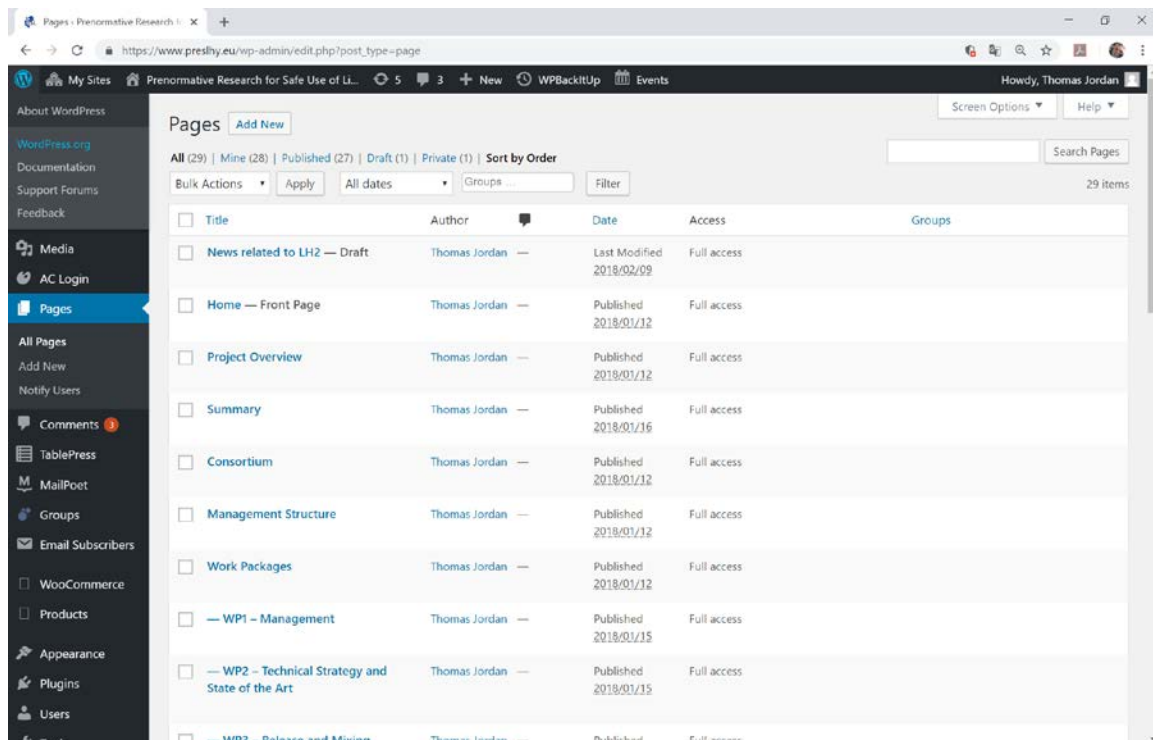 Pages ‹ Prenormative Research fo
https://www.preslhy.eu/wp-admin/edit.php?post_type=page
My Sites Prenormative Research for Safe Use of Li... 5 3 + New WPBackItUp Events Howdy, Thomas Jordan
About WordPress
WordPress.org
Documentation
Support Forums
Feedback
Media
AC Login
Pages
All Pages
Add New
Notify Users
Comments 3
TablePress
MailPoet
Groups
Email Subscribers
WooCommerce
Products
Appearance
Plugins
Users
Screen Options Help
Pages Add New
All (29) | Mine (28) | Published (27) | Draft (1) | Private (1) | Sort by Order
Search Pages
Bulk Actions Apply All dates Groups ... Filter 29 items
Title Author Date Access Groups
News related to LH2 — Draft Thomas Jordan — Last Modified Full access
2018/02/09
Home — Front Page Thomas Jordan — Published Full access
2018/01/12
Project Overview Thomas Jordan — Published Full access
2018/01/12
Summary Thomas Jordan — Published Full access
2018/01/16
Consortium Thomas Jordan — Published Full access
2018/01/12
Management Structure Thomas Jordan — Published Full access
2018/01/12
Work Packages Thomas Jordan — Published Full access
2018/01/12
— WP1 – Management Thomas Jordan — Published Full access
2018/01/15
— WP2 – Technical Strategy and Thomas Jordan — Published Full access
State of the Art 2018/01/15
— WP3 – Release and Mixing Thomas Jordan — Published Full access